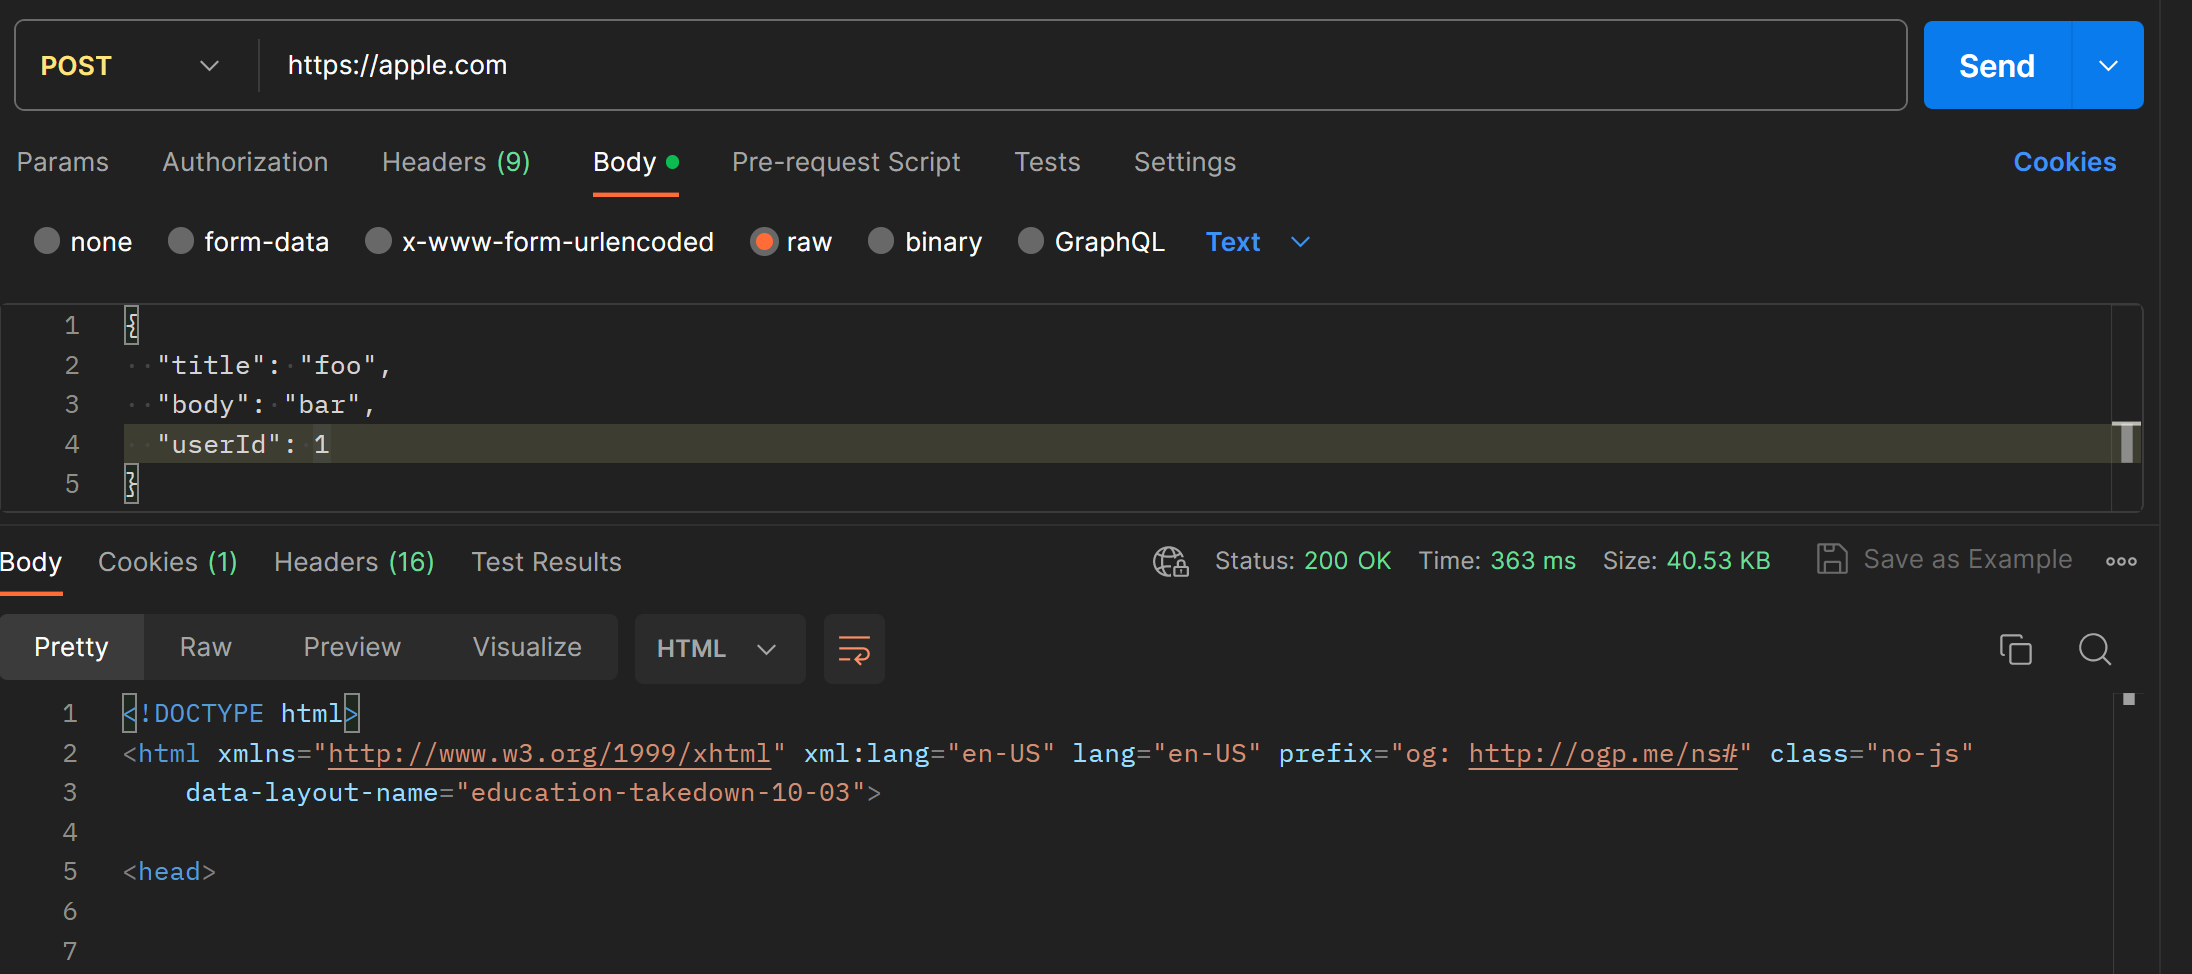 POST https://apple.com Send
Params Authorization Headers (9) Body Pre-request Script Tests Settings Cookies
none form-data x-www-form-urlencoded raw binary GraphQL Text
1 {
2 "title": "foo",
3 "body": "bar",
4 "userId": 1
5 }
Body Cookies (1) Headers (16) Test Results Status: 200 OK Time: 363 ms Size: 40.53 KB Save as Example
Pretty Raw Preview Visualize HTML
1 <!DOCTYPE html>
2 <html xmlns="http://www.w3.org/1999/xhtml" xml:lang="en-US" lang="en-US" prefix="og: http://ogp.me/ns#" class="no-js"
3 data-layout-name="education-takedown-10-03">
4
5 <head>
6
7